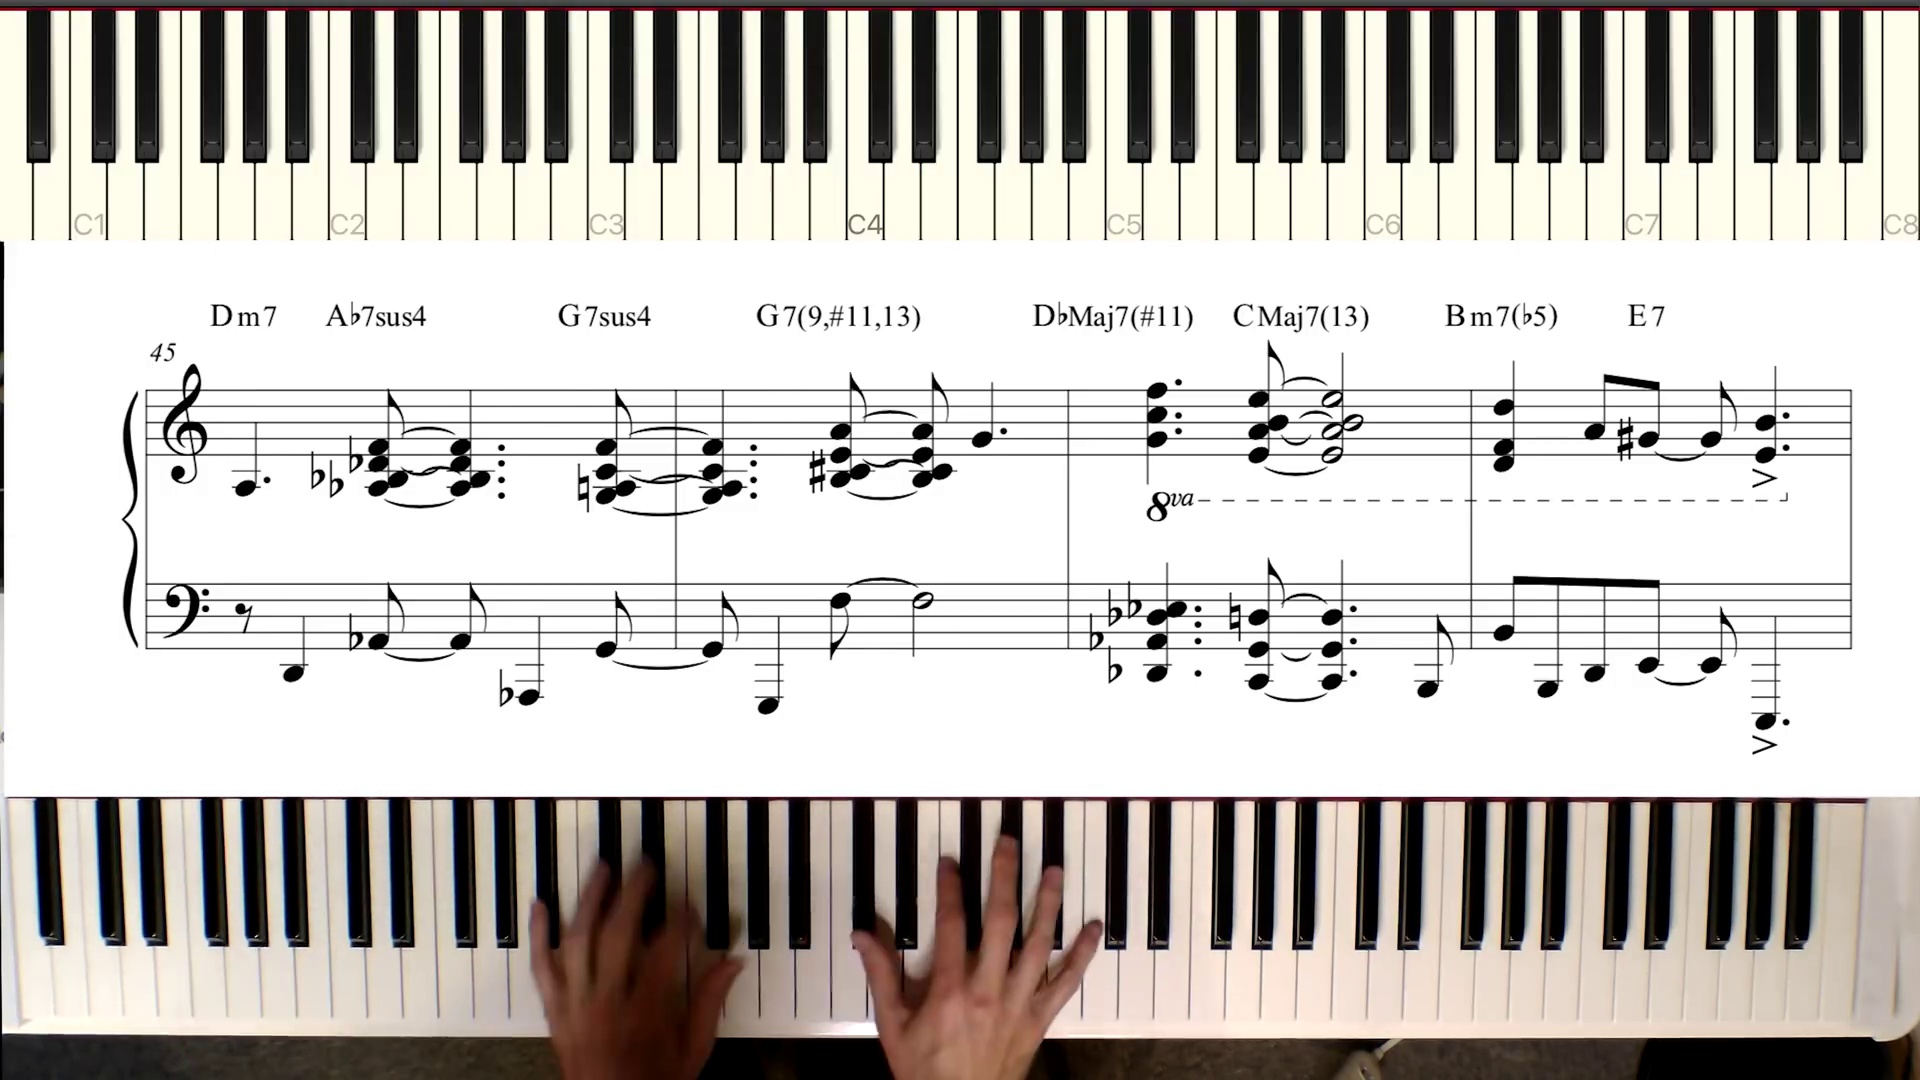 C1 C2 C3 C4 C5 C6 C7 C8
Dm7 A♭7sus4 G7sus4 G7(9,#11,13) D♭Maj7(#11) CMaj7(13) Bm7(♭5) E7
45
8va